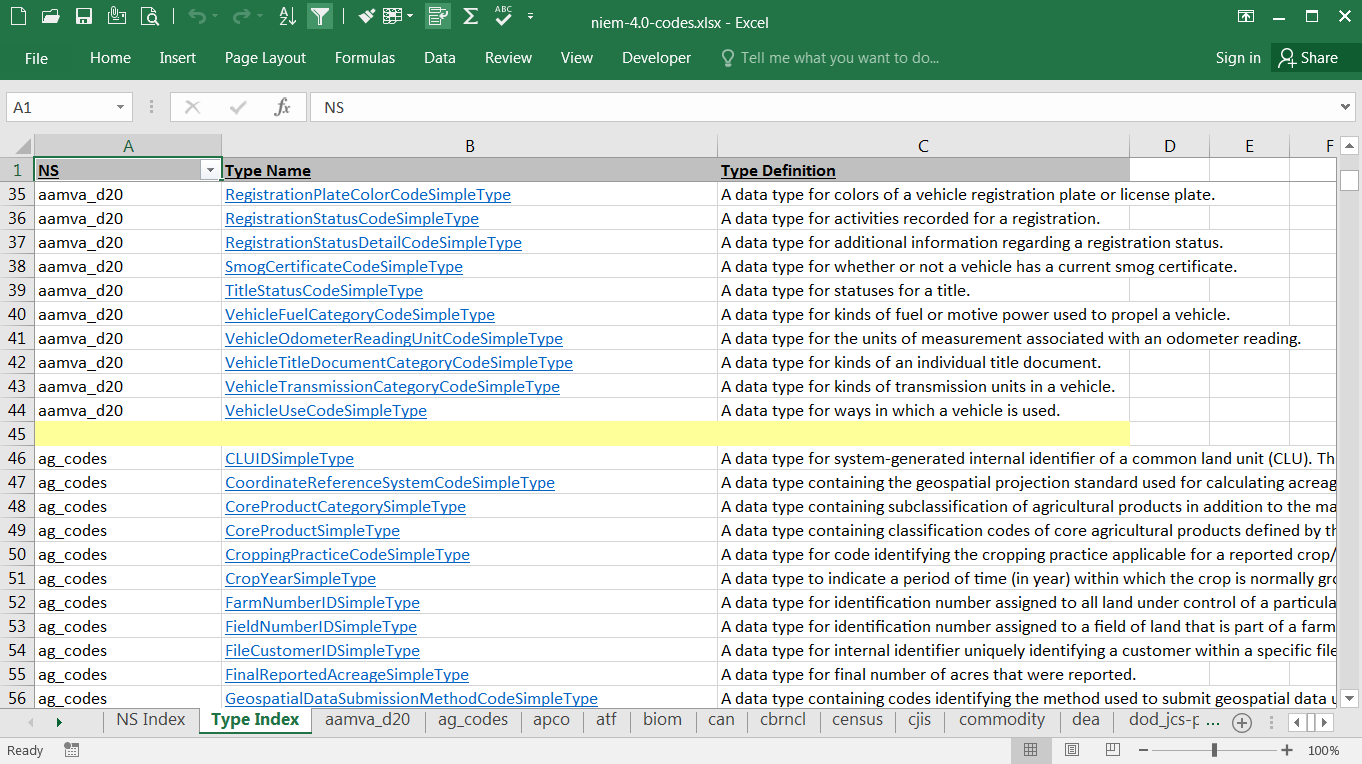 ABC
niem-4.0-codes.xlsx - Excel
File Home Insert Page Layout Formulas Data Review View Developer Tell me what you want to do... Sign in Share
A1 fx NS
A B C D E F
1 NS Type Name Type Definition
35 aamva_d20 RegistrationPlateColorCodeSimpleType A data type for colors of a vehicle registration plate or license plate.
36 aamva_d20 RegistrationStatusCodeSimpleType A data type for activities recorded for a registration.
37 aamva_d20 RegistrationStatusDetailCodeSimpleType A data type for additional information regarding a registration status.
38 aamva_d20 SmogCertificateCodeSimpleType A data type for whether or not a vehicle has a current smog certificate.
39 aamva_d20 TitleStatusCodeSimpleType A data type for statuses for a title.
40 aamva_d20 VehicleFuelCategoryCodeSimpleType A data type for kinds of fuel or motive power used to propel a vehicle.
41 aamva_d20 VehicleOdometerReadingUnitCodeSimpleType A data type for the units of measurement associated with an odometer reading.
42 aamva_d20 VehicleTitleDocumentCategoryCodeSimpleType A data type for kinds of an individual title document.
43 aamva_d20 VehicleTransmissionCategoryCodeSimpleType A data type for kinds of transmission units in a vehicle.
44 aamva_d20 VehicleUseCodeSimpleType A data type for ways in which a vehicle is used.
45
46 ag_codes CLUIDSimpleType A data type for system-generated internal identifier of a common land unit (CLU). Th
47 ag_codes CoordinateReferenceSystemCodeSimpleType A data type containing the geospatial projection standard used for calculating acreag
48 ag_codes CoreProductCategorySimpleType A data type containing subclassification of agricultural products in addition to the ma
49 ag_codes CoreProductSimpleType A data type containing classification codes of core agricultural products defined by th
50 ag_codes CroppingPracticeCodeSimpleType A data type for code identifying the cropping practice applicable for a reported crop/
51 ag_codes CropYearSimpleType A data type to indicate a period of time (in year) within which the crop is normally gro
52 ag_codes FarmNumberIDSimpleType A data type for identification number assigned to all land under control of a particula
53 ag_codes FieldNumberIDSimpleType A data type for identification number assigned to a field of land that is part of a farm
54 ag_codes FileCustomerIDSimpleType A data type for internal identifier uniquely identifying a customer within a specific file
55 ag_codes FinalReportedAcreageSimpleType A data type for final number of acres that were reported.
56 ag_codes GeospatialDataSubmissionMethodCodeSimpleType A data type containing codes identifying the method used to submit geospatial data u
NS Index Type Index aamva_d20 ag_codes apco atf biom can cbrncl census cjis commodity dea dod_jcs-p ...
Ready 100%